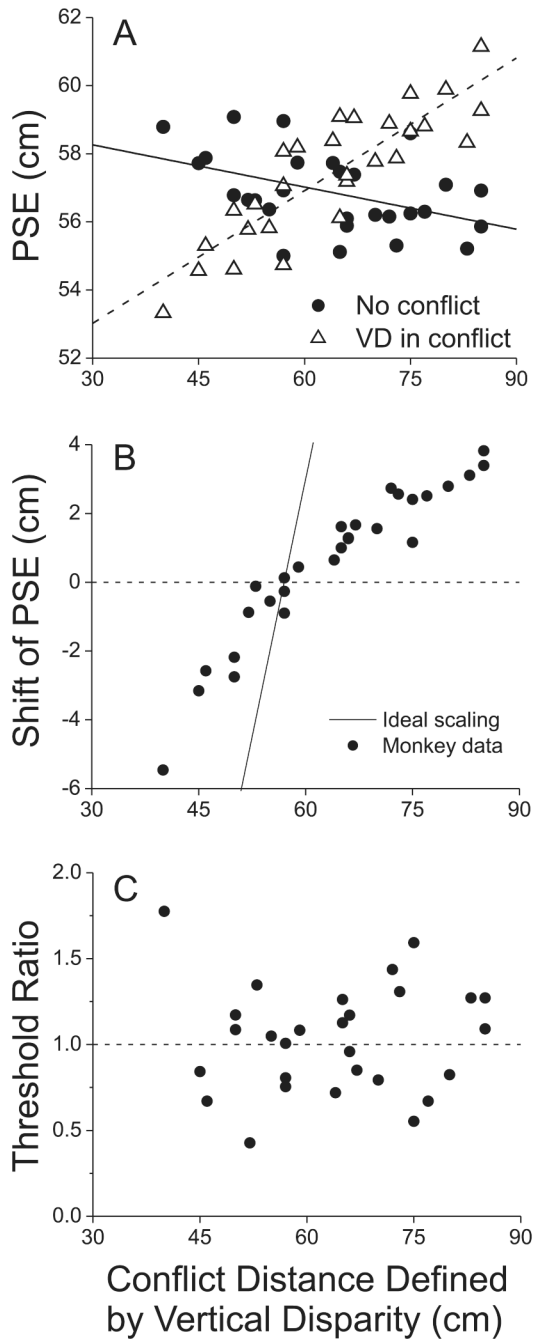 A
PSE (cm)
62
60
58
56
54
52
30 45 60 75 90
No conflict
VD in conflict
B
Shift of PSE (cm)
4
2
0
-2
-4
-6
Ideal scaling
Monkey data
30 45 60 75 90
C
Threshold Ratio
2.0
1.5
1.0
0.5
0.0
30 45 60 75 90
Conflict Distance Defined
by Vertical Disparity (cm)